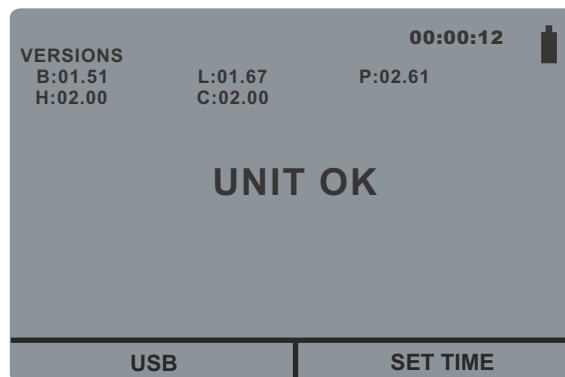 00:00:12
VERSIONS
B:01.51 L:01.67 P:02.61
H:02.00 C:02.00
UNIT OK
USB SET TIME